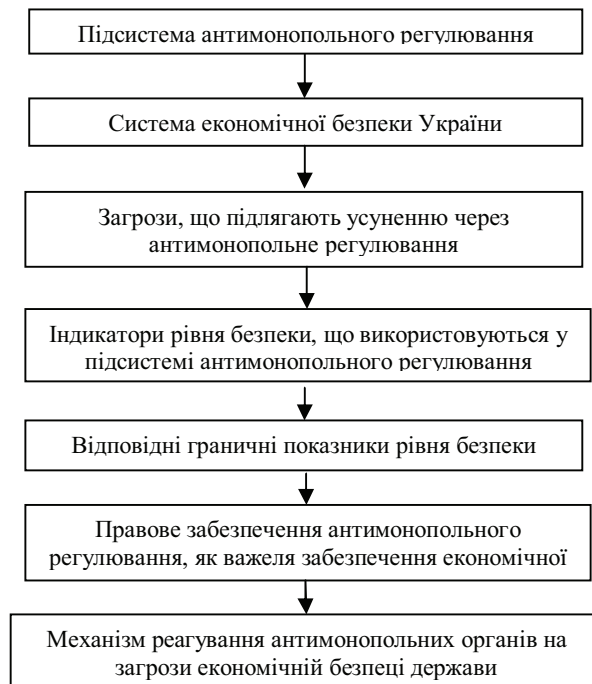 Підсистема антимонопольного регулювання
Система економічної безпеки України
Загрози, що підлягають усуненню через
антимонопольне регулювання
Індикатори рівня безпеки, що використовуються у
підсистемі антимонопольного регулювання
Відповідні граничні показники рівня безпеки
Правове забезпечення антимонопольного
регулювання, як важеля забезпечення економічної
Механізм реагування антимонопольних органів на
загрози економічній безпеці держави